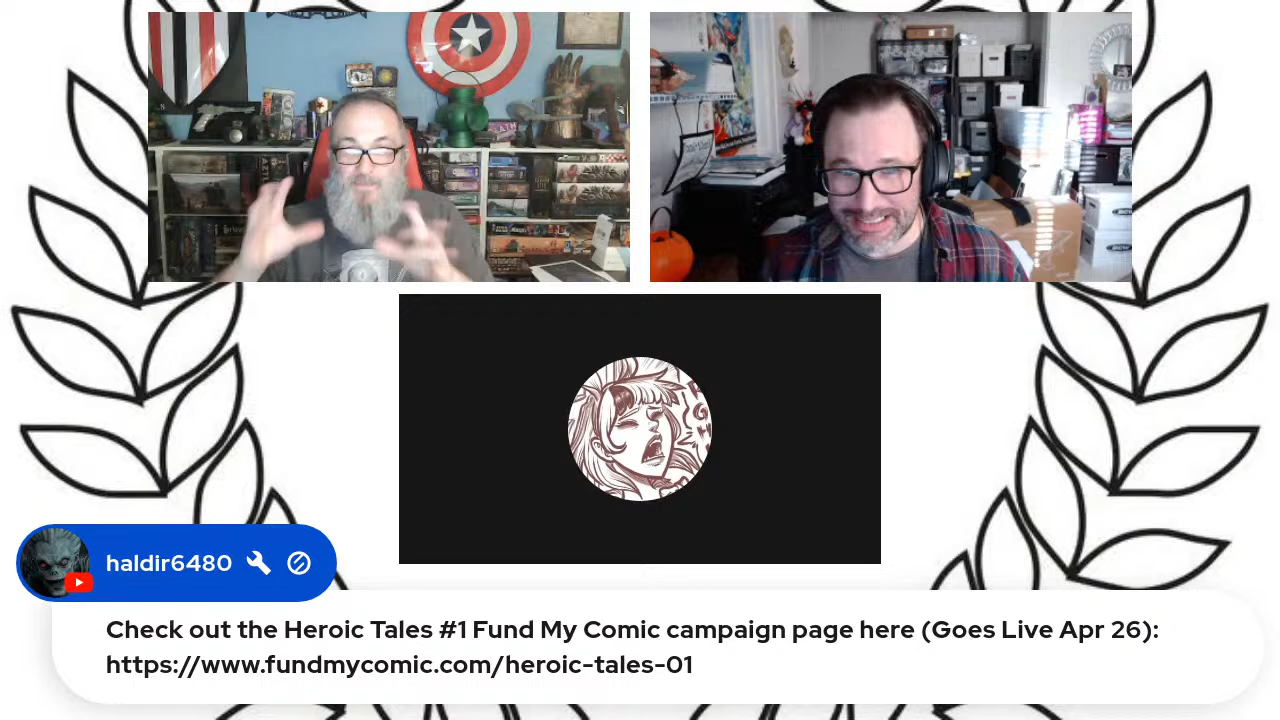 haldir6480
Check out the Heroic Tales #1 Fund My Comic campaign page here (Goes Live Apr 26):
https://www.fundmycomic.com/heroic-tales-01